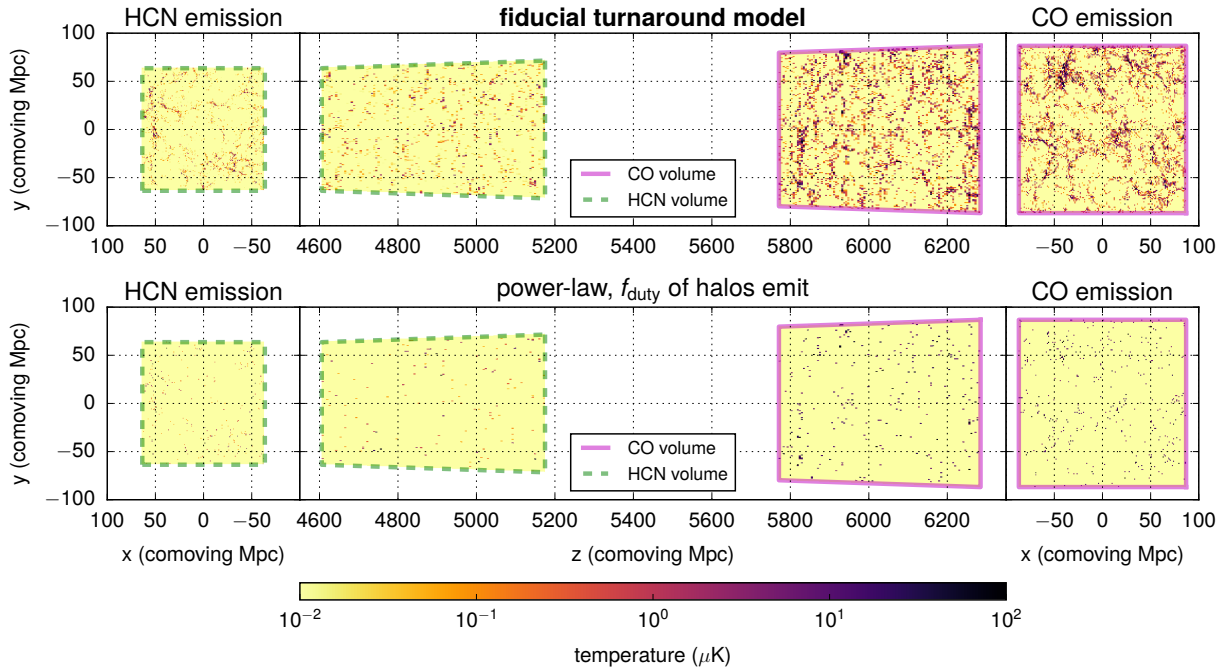 HCN emission
fiducial turnaround model
CO emission
y (comoving Mpc)
100
50
0
−50
−100
CO volume
HCN volume
100 50 0 −50
4600 4800 5000 5200 5400 5600 5800 6000 6200
−50 0 50 100
HCN emission
power-law, f_duty of halos emit
CO emission
y (comoving Mpc)
100
50
0
−50
−100
CO volume
HCN volume
100 50 0 −50
4600 4800 5000 5200 5400 5600 5800 6000 6200
−50 0 50 100
x (comoving Mpc)
z (comoving Mpc)
x (comoving Mpc)
10⁻² 10⁻¹ 10⁰ 10¹ 10²
temperature (μK)